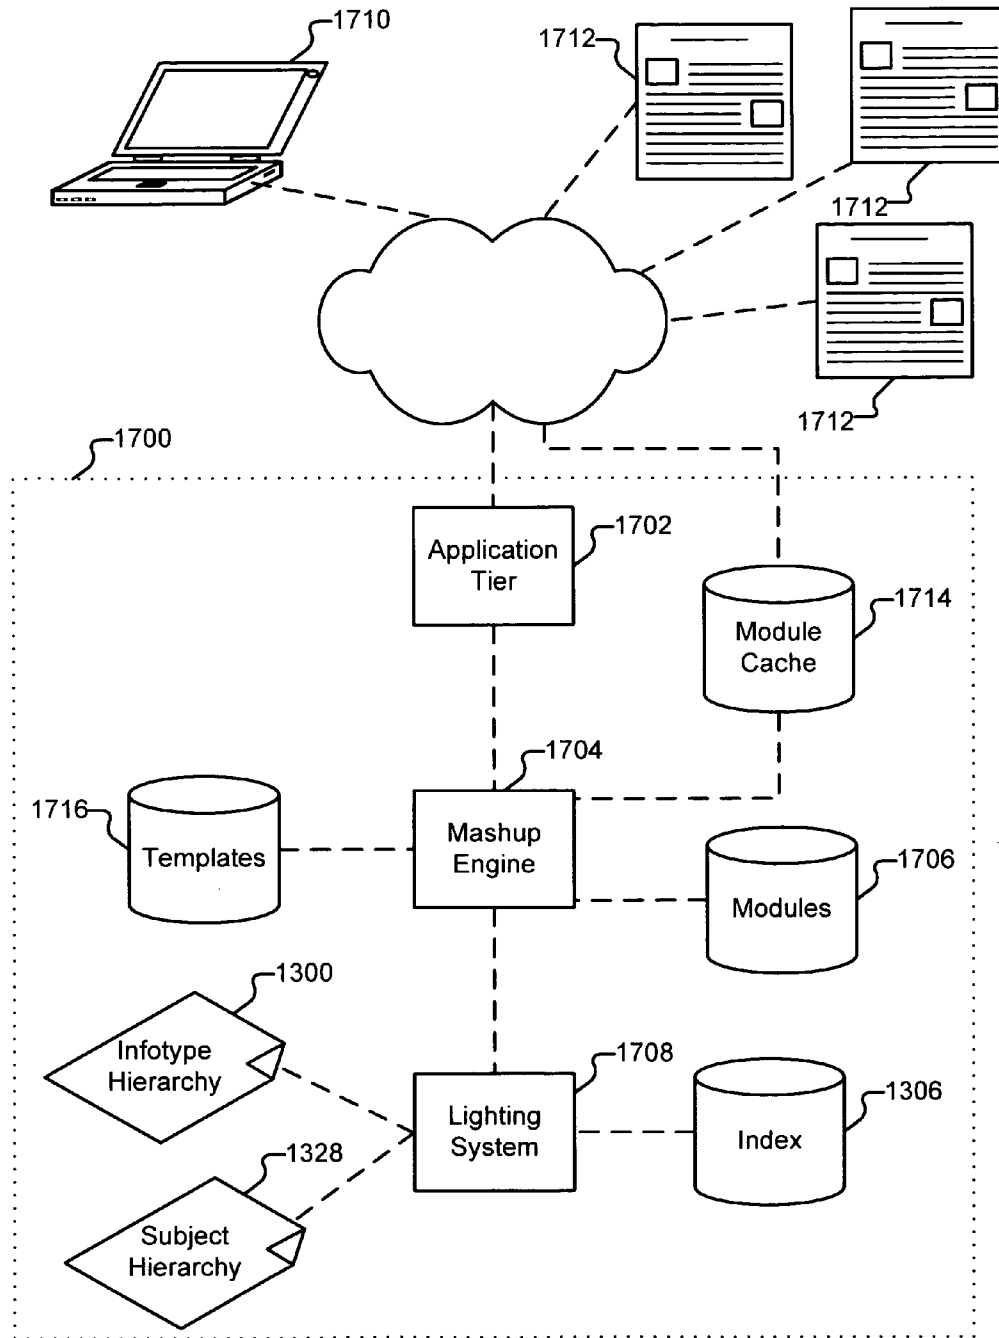 1710
1712
1712
1712
1700
Application
Tier
1702
Module
Cache
1714
1704
Mashup
Engine
1716
Templates
Modules
1706
1300
Infotype
Hierarchy
1708
Lighting
System
1306
Index
1328
Subject
Hierarchy